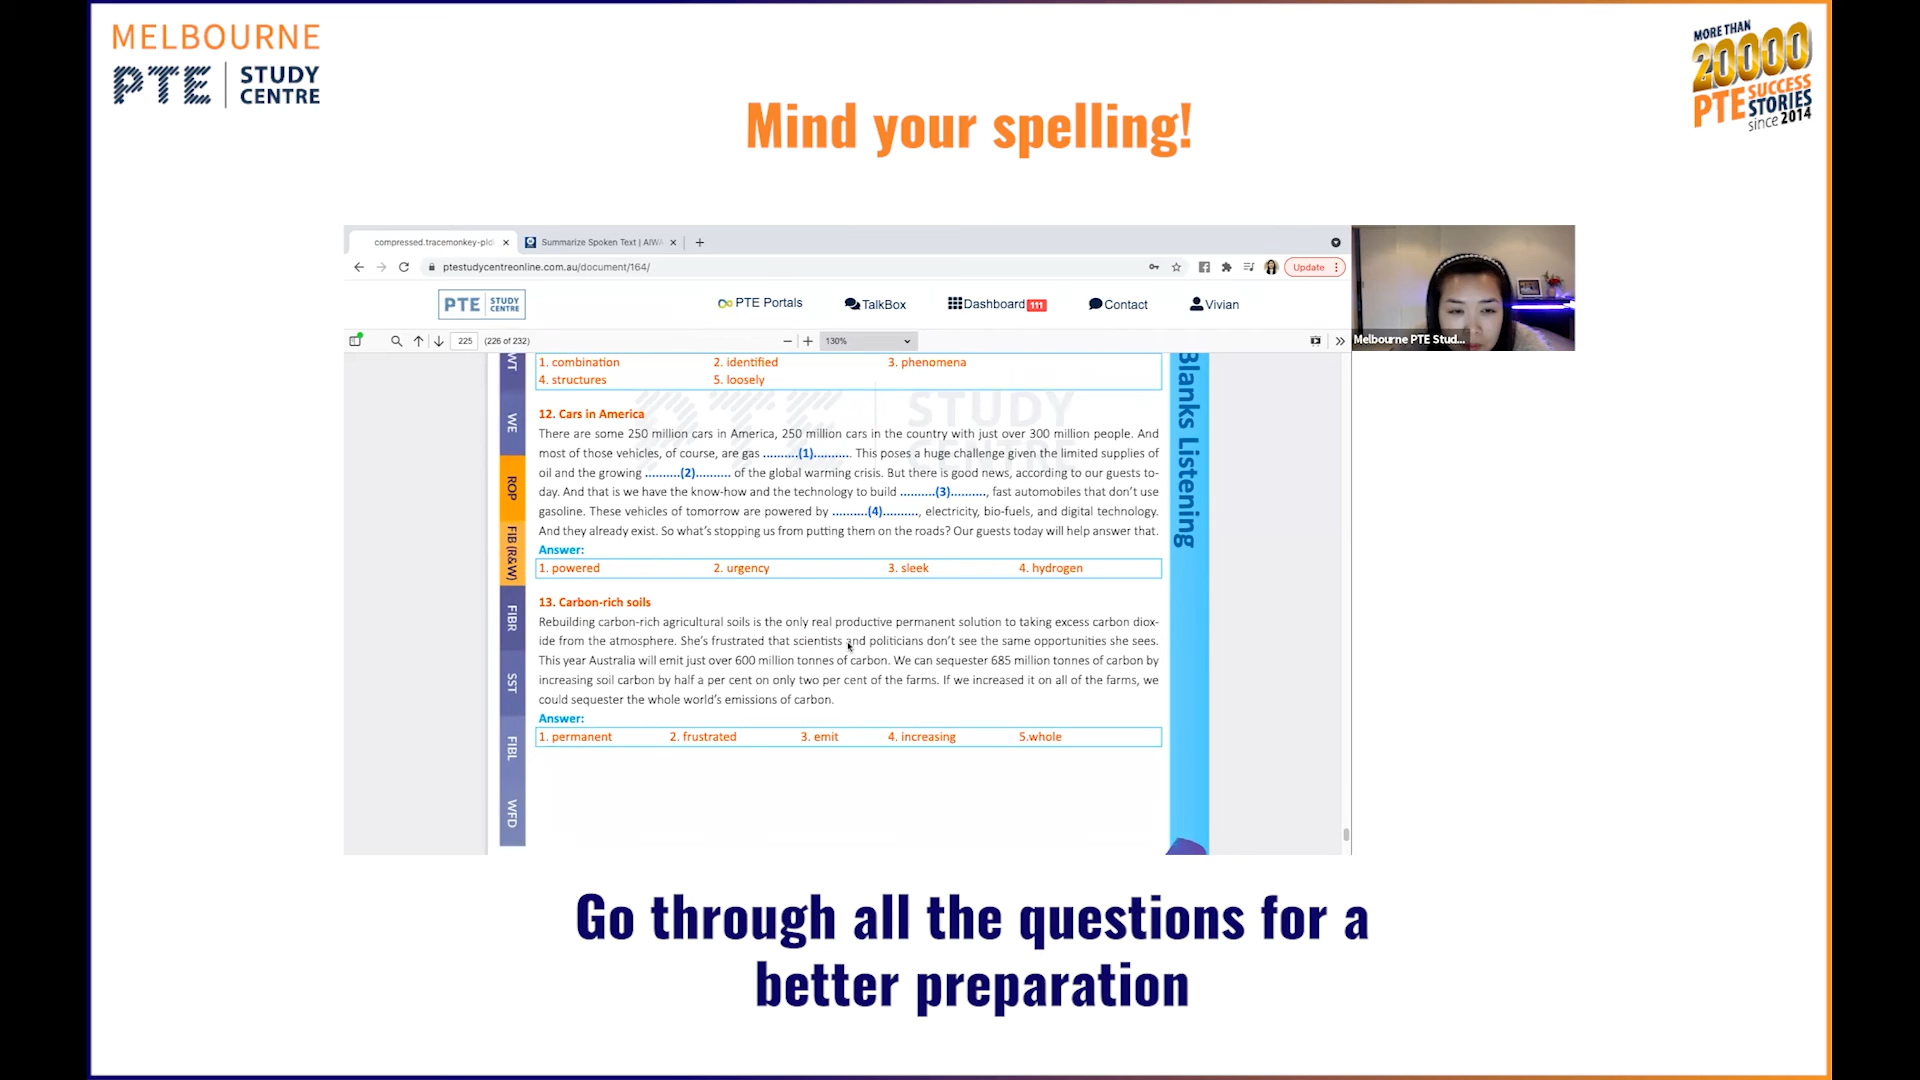 MELBOURNE
PTE STUDY
CENTRE
MORE THAN
20000
PTE SUCCESS
STORIES
since 2014
Mind your spelling!
compressed.tracemonkey-pldi
Summarize Spoken Text | AIWA
ptestudycentreonline.com.au/document/164/
Update
PTE STUDY
CENTRE
PTE Portals
TalkBox
Dashboard 111
Contact
Vivian
225 (226 of 232)
130%
Melbourne PTE Stud...
WT
WE
ROP
FIB (R&W)
FIBR
SST
FIBL
WFD
Blanks Listening
PTE STUDY
CENTRE
1. combination 2. identified 3. phenomena
4. structures 5. loosely
12. Cars in America
There are some 250 million cars in America, 250 million cars in the country with just over 300 million people. And
most of those vehicles, of course, are gas ..........(1).......... This poses a huge challenge given the limited supplies of
oil and the growing ..........(2).......... of the global warming crisis. But there is good news, according to our guests to-
day. And that is we have the know-how and the technology to build ..........(3).........., fast automobiles that don't use
gasoline. These vehicles of tomorrow are powered by ..........(4).........., electricity, bio-fuels, and digital technology.
And they already exist. So what's stopping us from putting them on the roads? Our guests today will help answer that.
Answer:
1. powered 2. urgency 3. sleek 4. hydrogen
13. Carbon-rich soils
Rebuilding carbon-rich agricultural soils is the only real productive permanent solution to taking excess carbon diox-
ide from the atmosphere. She's frustrated that scientists and politicians don't see the same opportunities she sees.
This year Australia will emit just over 600 million tonnes of carbon. We can sequester 685 million tonnes of carbon by
increasing soil carbon by half a per cent on only two per cent of the farms. If we increased it on all of the farms, we
could sequester the whole world's emissions of carbon.
Answer:
1. permanent 2. frustrated 3. emit 4. increasing 5.whole
Go through all the questions for a
better preparation